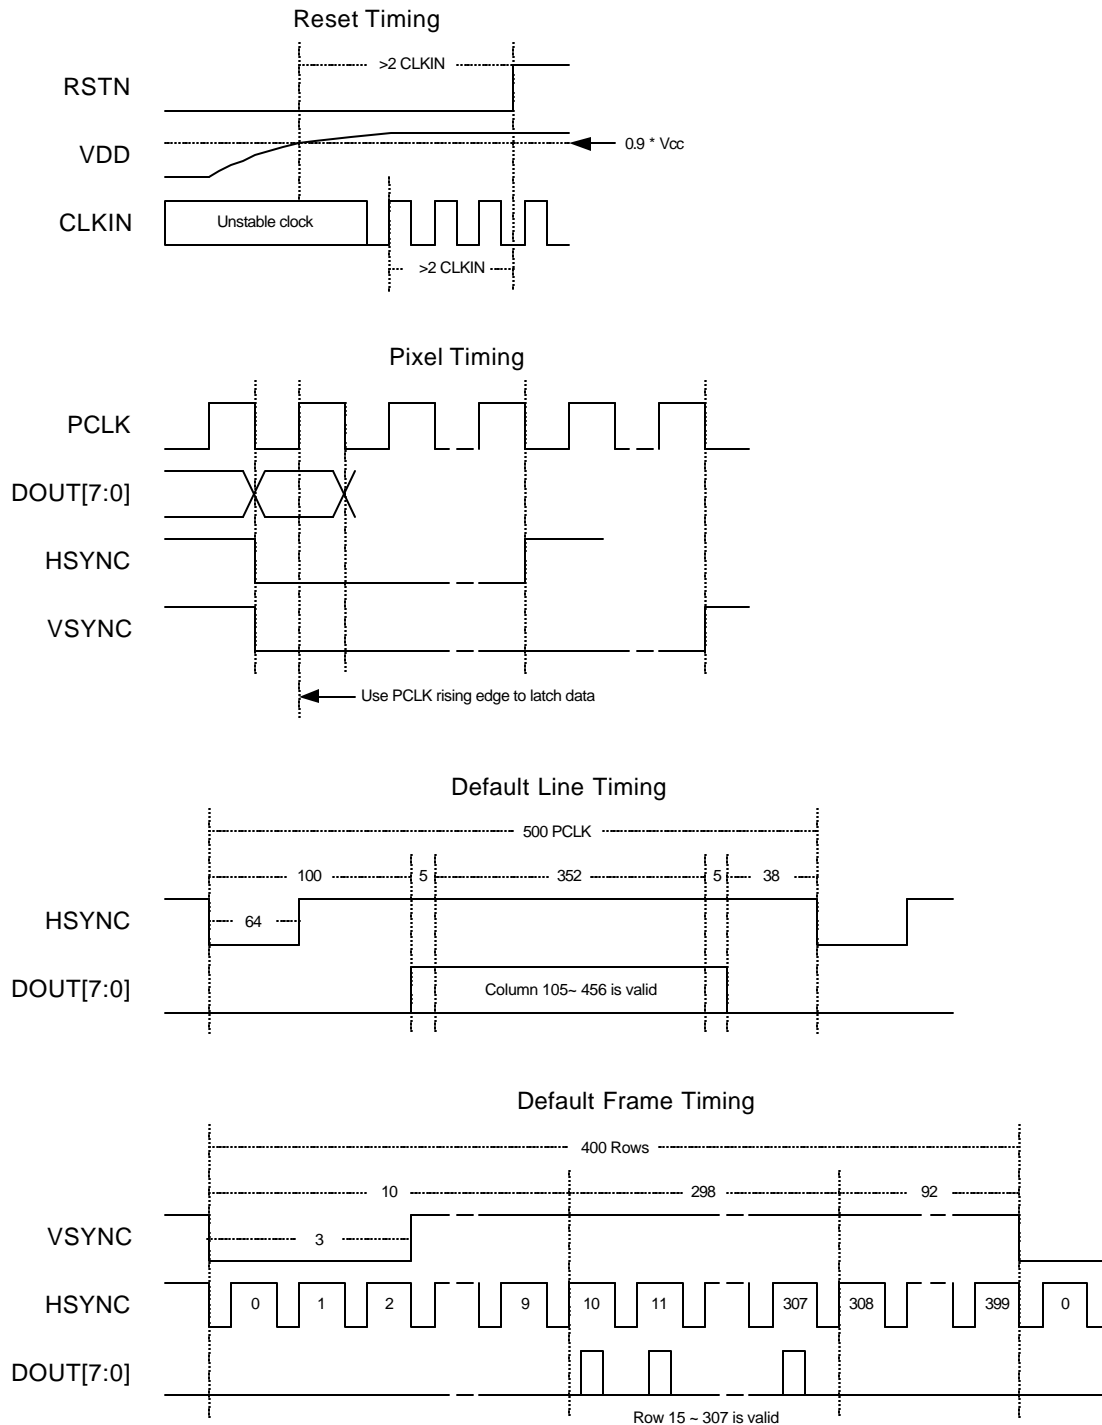 Reset Timing
>2 CLKIN
RSTN
VDD
0.9 * Vcc
CLKIN
Unstable clock
>2 CLKIN
Pixel Timing
PCLK
DOUT[7:0]
HSYNC
VSYNC
Use PCLK rising edge to latch data
Default Line Timing
500 PCLK
100 5 352 5 38
HSYNC
64
DOUT[7:0]
Column 105~ 456 is valid
Default Frame Timing
400 Rows
10 298 92
VSYNC
3
HSYNC
0 1 2 9 10 11 307 308 399 0
DOUT[7:0]
Row 15 ~ 307 is valid